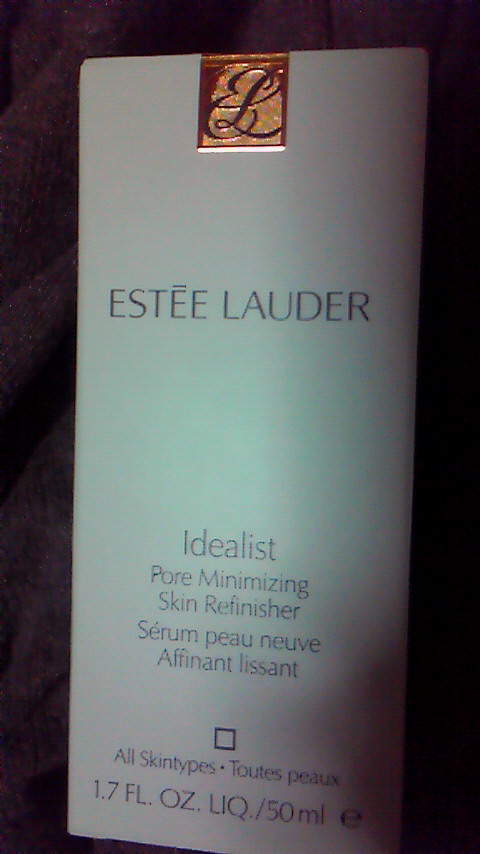 EL
ESTĒE LAUDER
Idealist
Pore Minimizing
Skin Refinisher
Sérum peau neuve
Affinant lissant
All Skintypes • Toutes peaux
1.7 FL. OZ. LIQ./50 ml ℮